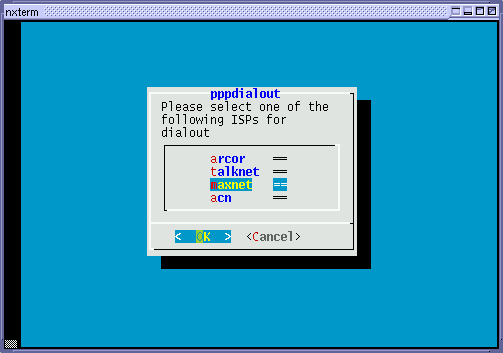 nxterm
pppdialout
Please select one of the
following ISPs for
dialout
arcor ==
talknet ==
maxnet ==
acn ==
< OK > <Cancel>